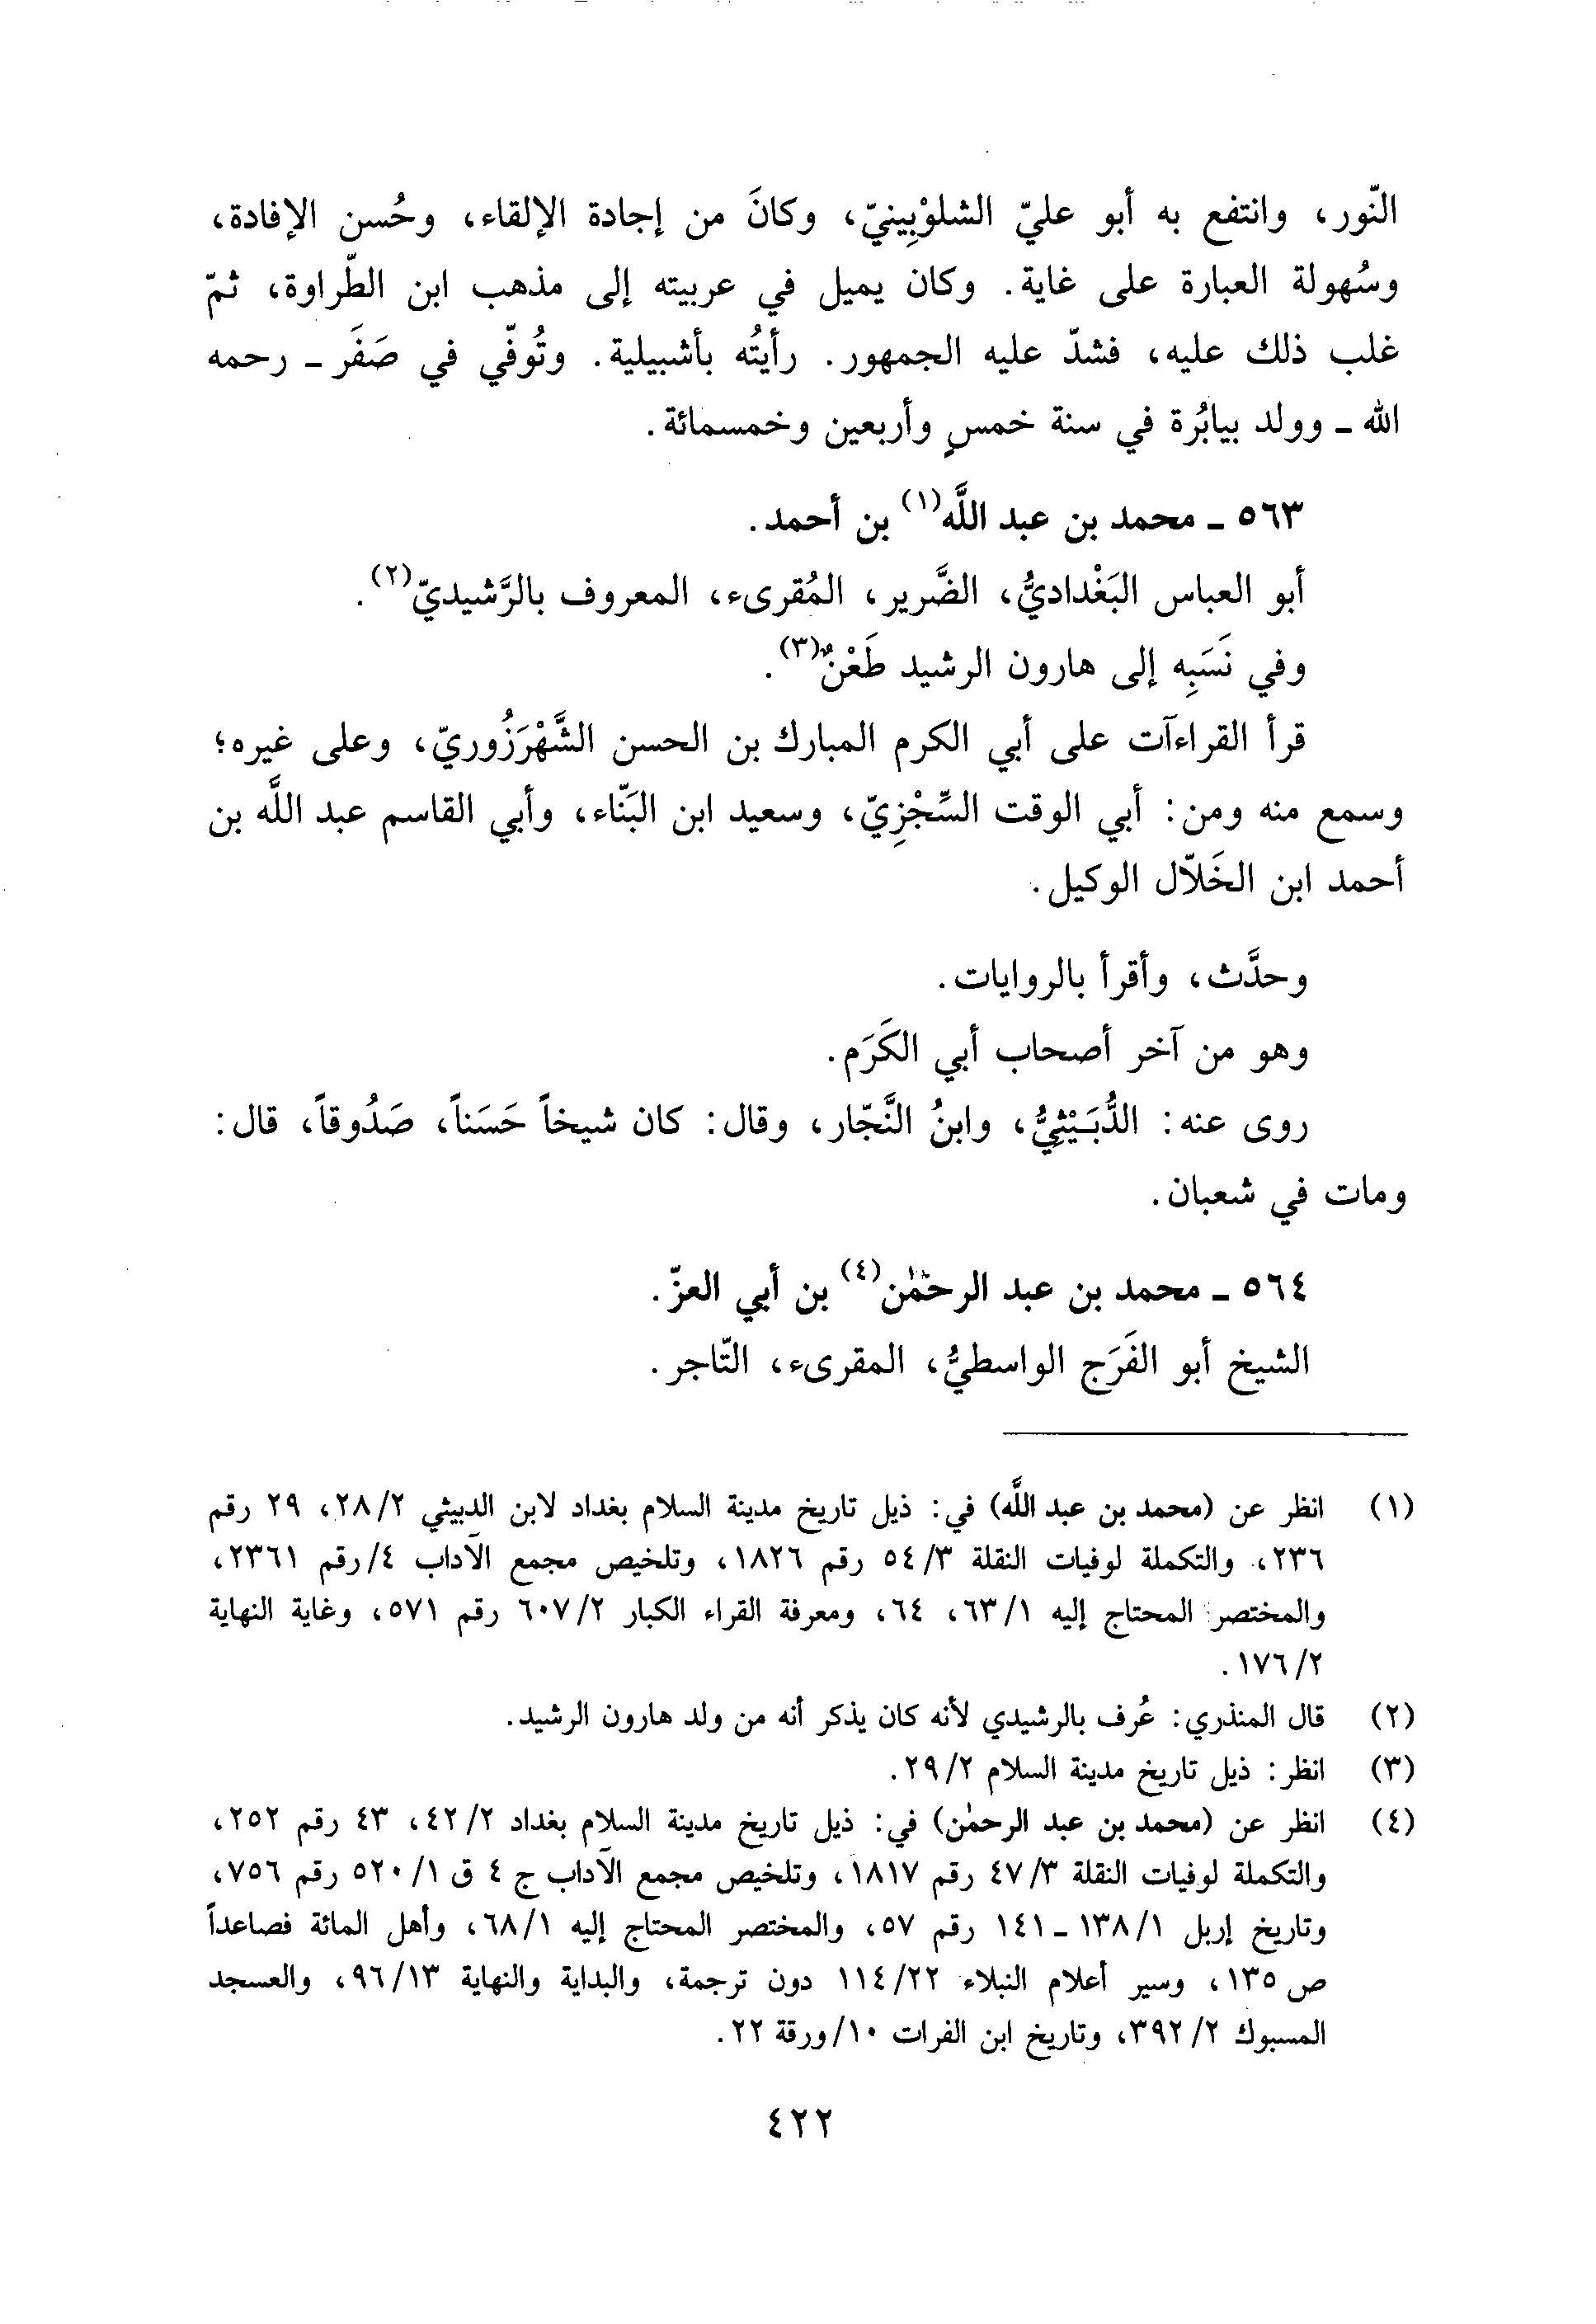 النّور، وانتفع به أبو عليّ الشلوْبِينيّ، وكانَ من إجادة الإلقاء، وحُسن الإفادة،
وسُهولة العبارة على غاية. وكان يميل في عربيته إلى مذهب ابن الطّراوة، ثمّ
غلب ذلك عليه، فشدّ عليه الجمهور. رأيتُه بأشبيلية. وتُوفّي في صَفَر ـ رحمه
الله ـ وولد بيابُرة في سنة خمسٍ وأربعين وخمسمائة.
٥٦٣ ـ محمد بن عبد اللَّه(١) بن أحمد.
أبو العباس البَغْداديُّ، الضَّرير، المُقرىء، المعروف بالرَّشيديّ(٢).
وفي نَسَبِه إلى هارون الرشيد طَعْنٌ(٣).
قرأ القراءآت على أبي الكرم المبارك بن الحسن الشَّهْرَزُوريّ، وعلى غيره؛
وسمع منه ومن: أبي الوقت السِّجْزِيّ، وسعيد ابن البَنّاء، وأبي القاسم عبد اللَّه بن
أحمد ابن الخَلاّل الوكيل.
وحدَّث، وأقرأ بالروايات.
وهو من آخر أصحاب أبي الكَرَم.
روى عنه: الدُّبَيْثِيُّ، وابنُ النَّجّار، وقال: كان شيخاً حَسَناً، صَدُوقاً، قال:
ومات في شعبان.
٥٦٤ ـ محمد بن عبد الرحمٰن(٤) بن أبي العزّ.
الشيخ أبو الفَرَج الواسطيُّ، المقرىء، التّاجر.
(١) انظر عن (محمد بن عبد اللَّه) في: ذيل تاريخ مدينة السلام بغداد لابن الدبيثي ٢٨/٢، ٢٩ رقم
٢٣٦، والتكملة لوفيات النقلة ٥٤/٣ رقم ١٨٢٦، وتلخيص مجمع الآداب ٤/رقم ٢٣٦١،
والمختصر المحتاج إليه ٦٣/١، ٦٤، ومعرفة القراء الكبار ٦٠٧/٢ رقم ٥٧١، وغاية النهاية
١٧٦/٢.
(٢) قال المنذري: عُرف بالرشيدي لأنه كان يذكر أنه من ولد هارون الرشيد.
(٣) انظر: ذيل تاريخ مدينة السلام ٢٩/٢.
(٤) انظر عن (محمد بن عبد الرحمٰن) في: ذيل تاريخ مدينة السلام بغداد ٤٢/٢، ٤٣ رقم ٢٥٢،
والتكملة لوفيات النقلة ٤٧/٣ رقم ١٨١٧، وتلخيص مجمع الآداب ج ٤ ق ٥٢٠/١ رقم ٧٥٦،
وتاريخ إربل ١٣٨/١ ـ ١٤١ رقم ٥٧، والمختصر المحتاج إليه ٦٨/١، وأهل المائة فصاعداً
ص ١٣٥، وسير أعلام النبلاء ١١٤/٢٢ دون ترجمة، والبداية والنهاية ٩٦/١٣، والعسجد
المسبوك ٣٩٢/٢، وتاريخ ابن الفرات ١٠/ورقة ٢٢.
٤٢٢